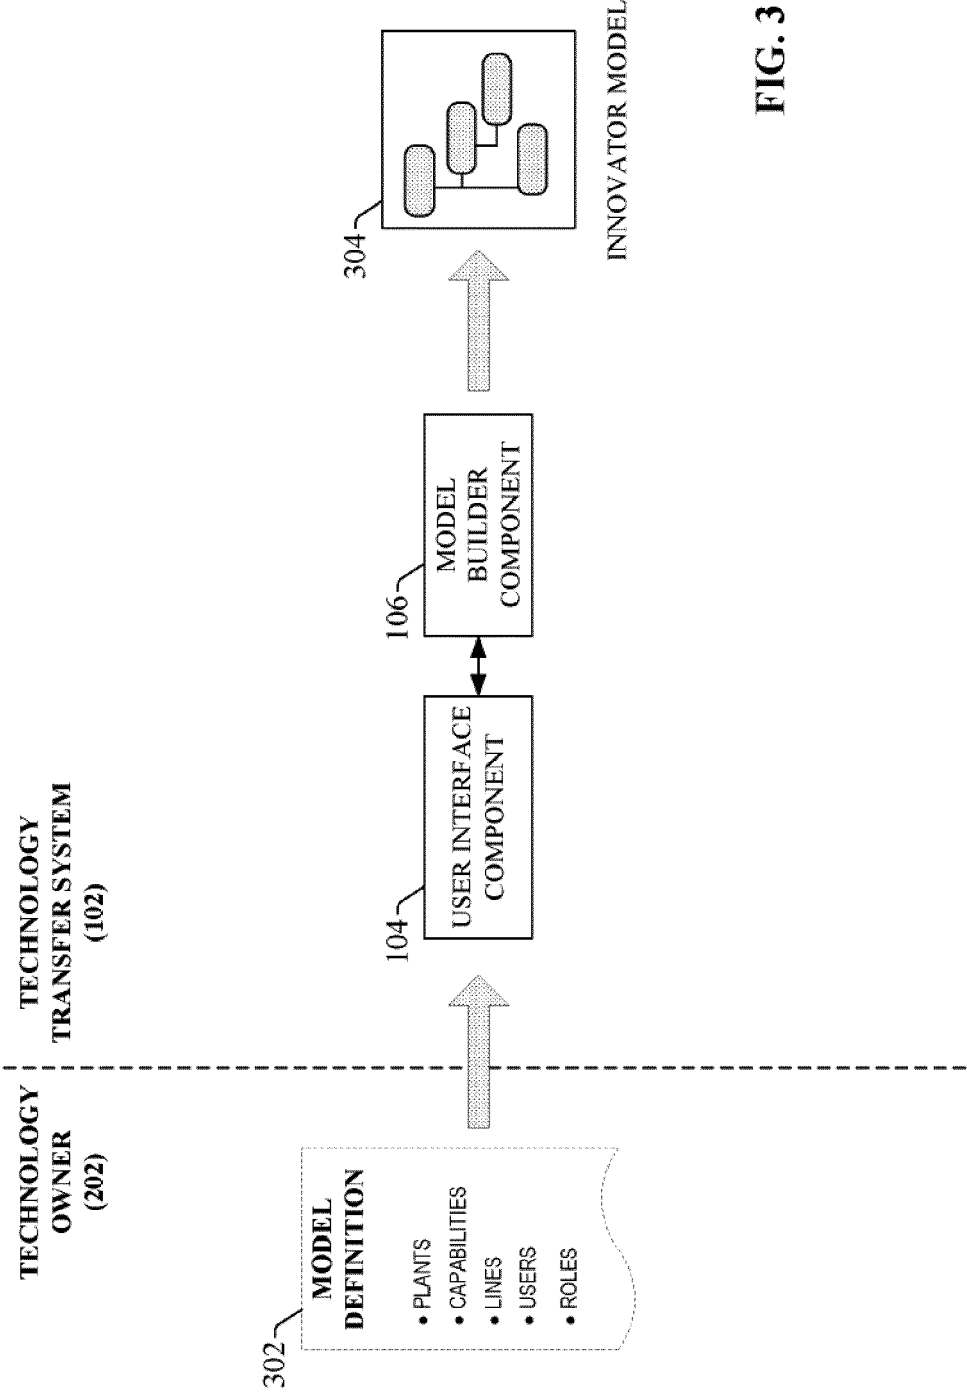 TECHNOLOGY
OWNER
(202)
TECHNOLOGY
TRANSFER SYSTEM
(102)
302
MODEL
DEFINITION
• PLANTS
• CAPABILITIES
• LINES
• USERS
• ROLES
104
USER INTERFACE
COMPONENT
106
MODEL
BUILDER
COMPONENT
304
INNOVATOR MODEL
FIG. 3